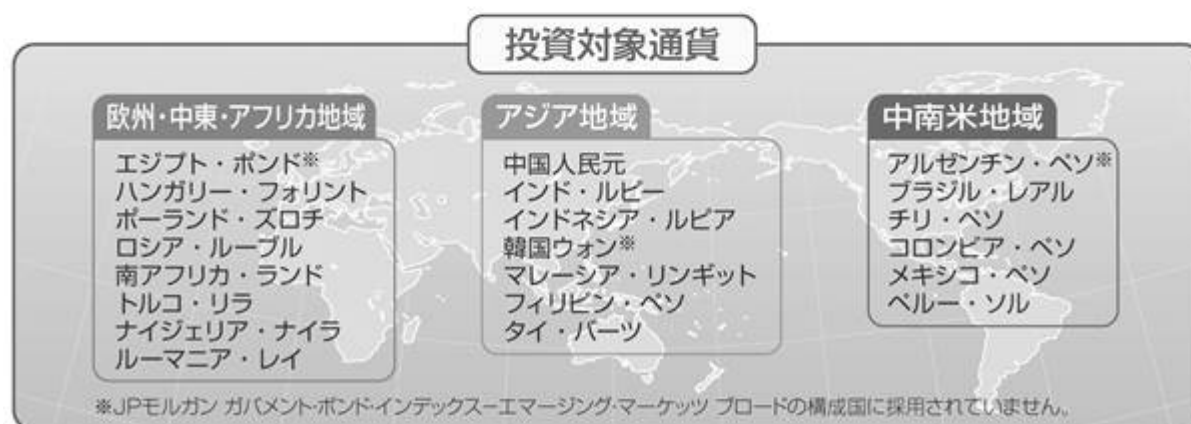 投資対象通貨
欧州・中東・アフリカ地域
エジプト・ポンド※
ハンガリー・フォリント
ポーランド・ズロチ
ロシア・ルーブル
南アフリカ・ランド
トルコ・リラ
ナイジェリア・ナイラ
ルーマニア・レイ
アジア地域
中国人民元
インド・ルピー
インドネシア・ルピア
韓国ウォン※
マレーシア・リンギット
フィリピン・ペソ
タイ・バーツ
中南米地域
アルゼンチン・ペソ※
ブラジル・レアル
チリ・ペソ
コロンビア・ペソ
メキシコ・ペソ
ペルー・ソル
※JPモルガン ガバメント・ボンド・インデックス−エマージング・マーケッツ ブロードの構成国に採用されていません。